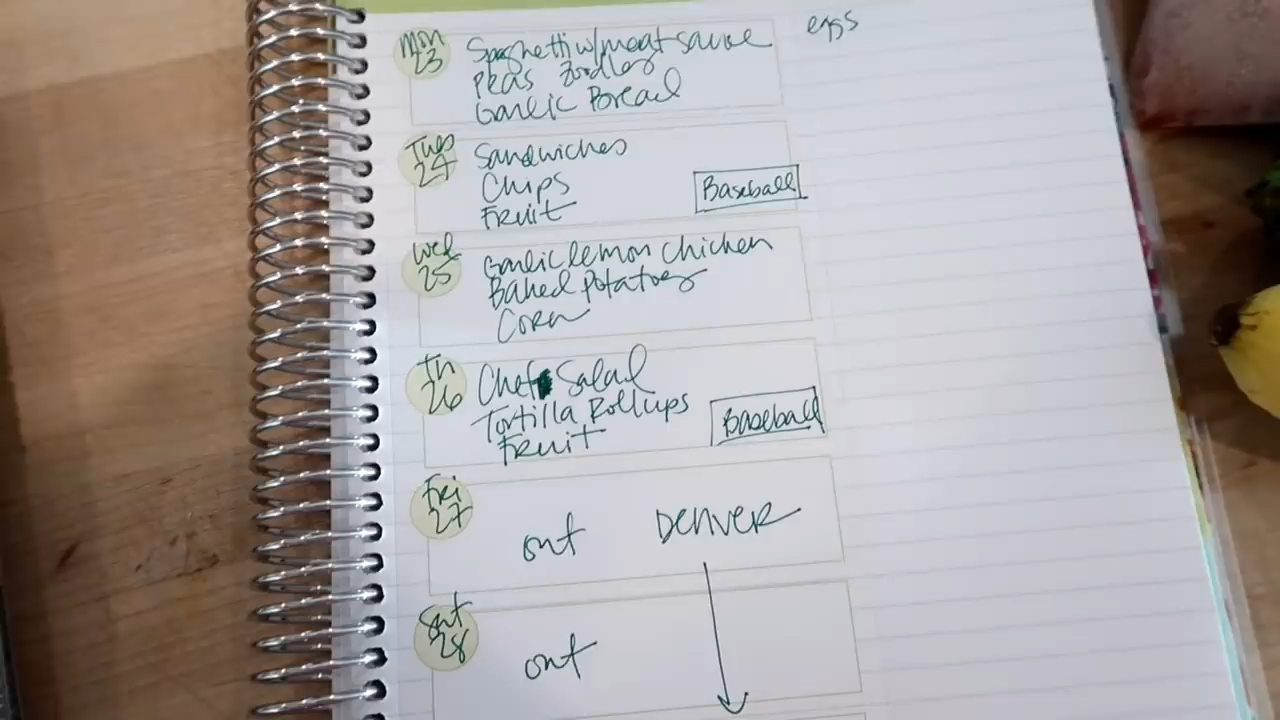 Mon
23
Spaghetti w/meat sauce
Peas Zoodles
Garlic Bread
eggs
Tues
24
Sandwiches
Chips
Fruit
Baseball
Wed
25
Garlic lemon chicken
Baked potatoes
Corn
Th
26
Chef Salad
Tortilla Rollups
Fruit
Baseball
Fri
27
out DENVER
Sat
28
out